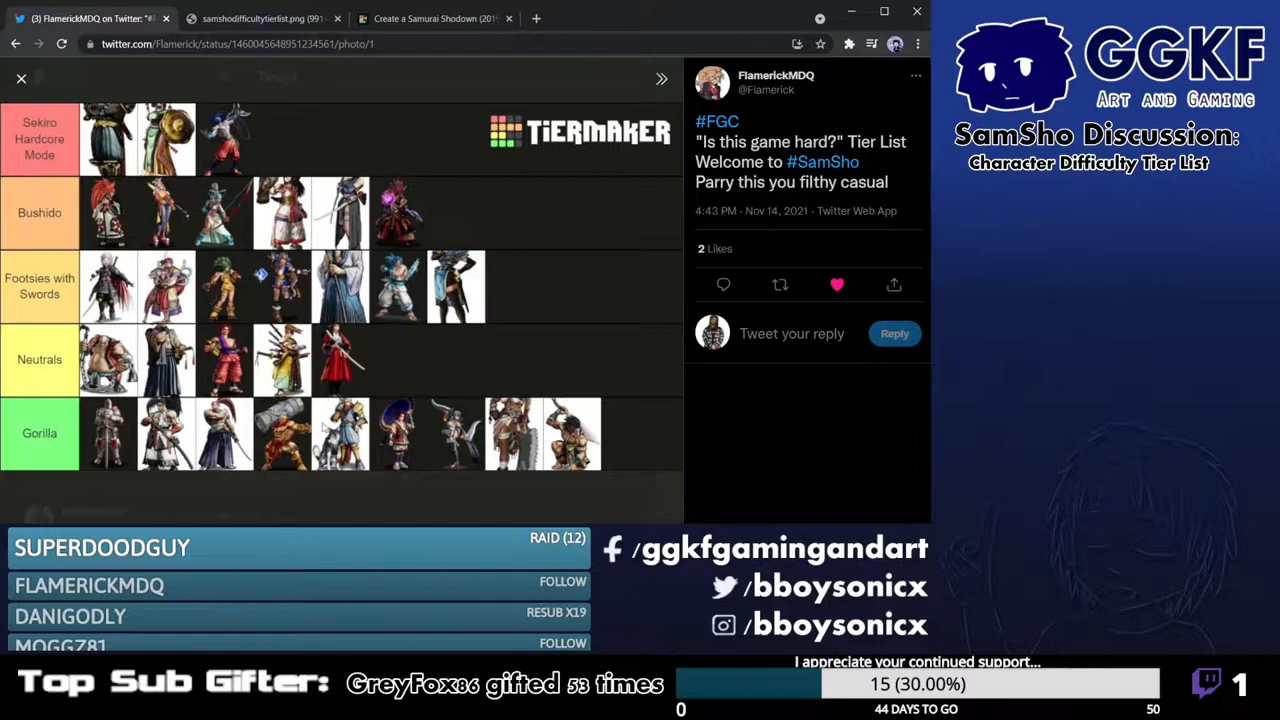 (3) FlamerickMDQ on Twitter: "#
samshodifficultytierlist.png (991×
Create a Samurai Shodown (201
twitter.com/Flamerick/status/1460045648951234561/photo/1
Sekiro
Hardcore
Mode
TiERMAKER
Bushido
Footsies with
Swords
Neutrals
Gorilla
FlamerickMDQ
@Flamerick
#FGC
"Is this game hard?" Tier List
Welcome to #SamSho
Parry this you filthy casual
4:43 PM · Nov 14, 2021 · Twitter Web App
2 Likes
Tweet your reply
Reply
GGKF
Art and Gaming
SamSho Discussion:
Character Difficulty Tier List
SUPERDOODGUY
RAID (12)
FLAMERICKMDQ
FOLLOW
DANIGODLY
RESUB X19
MOGGZ81
FOLLOW
/ggkfgamingandart
/bboysonicx
/bboysonicx
Top Sub Gifter:
GreyFox86 gifted 53 times
I appreciate your continued support...
15 (30.00%)
0
44 DAYS TO GO
50
1